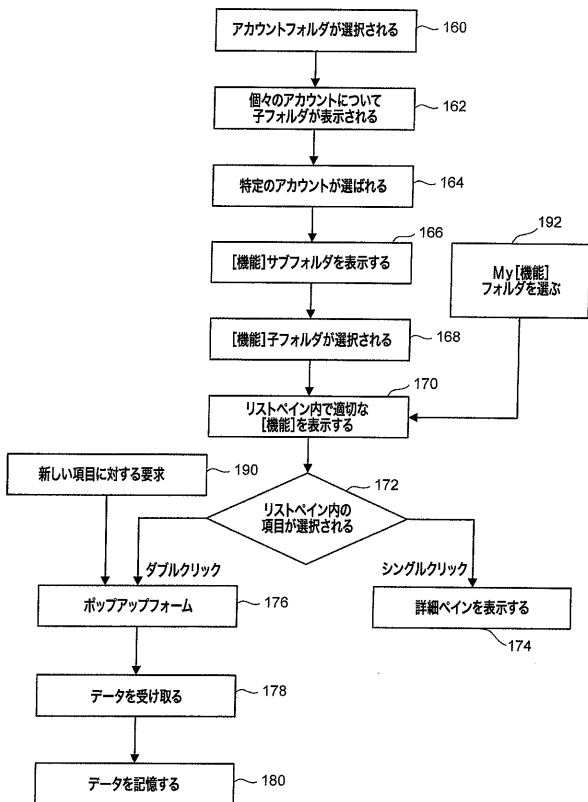 アカウントフォルダが選択される
160
個々のアカウントについて
子フォルダが表示される
162
特定のアカウントが選ばれる
164
166
[機能]サブフォルダを表示する
192
My[機能]
フォルダを選ぶ
[機能]子フォルダが選択される
168
170
リストペイン内で適切な
[機能]を表示する
190
新しい項目に対する要求
172
リストペイン内の
項目が選択される
ダブルクリック
シングルクリック
ポップアップフォーム
176
詳細ペインを表示する
174
データを受け取る
178
データを記憶する
180